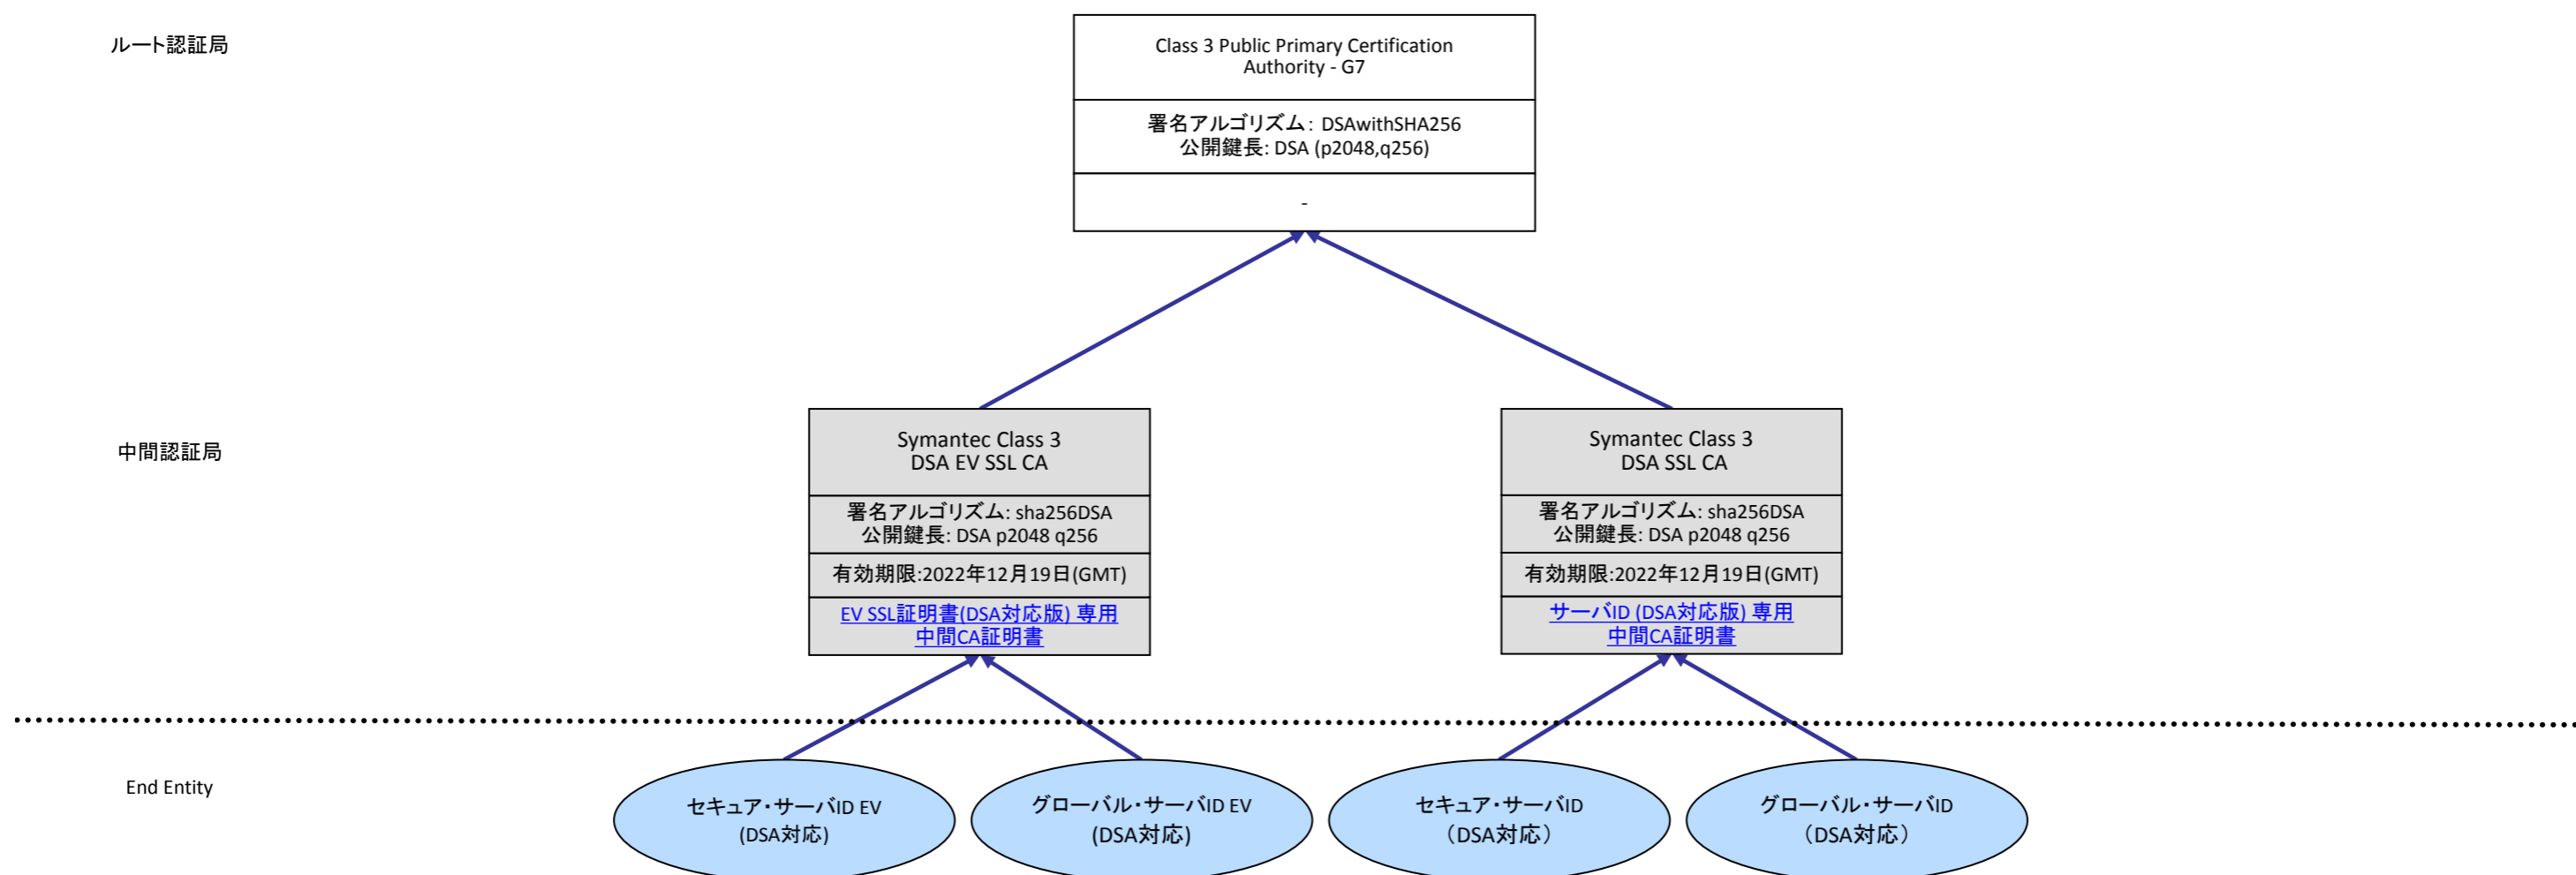 ルート認証局
Class 3 Public Primary Certification
Authority - G7
署名アルゴリズム: DSAwithSHA256
公開鍵長: DSA (p2048,q256)
-
中間認証局
Symantec Class 3
DSA EV SSL CA
署名アルゴリズム: sha256DSA
公開鍵長: DSA p2048 q256
有効期限:2022年12月19日(GMT)
EV SSL証明書(DSA対応版) 専用
中間CA証明書
Symantec Class 3
DSA SSL CA
署名アルゴリズム: sha256DSA
公開鍵長: DSA p2048 q256
有効期限:2022年12月19日(GMT)
サーバID (DSA対応版) 専用
中間CA証明書
End Entity
セキュア・サーバID EV
(DSA対応)
グローバル・サーバID EV
(DSA対応)
セキュア・サーバID
（DSA対応）
グローバル・サーバID
（DSA対応）